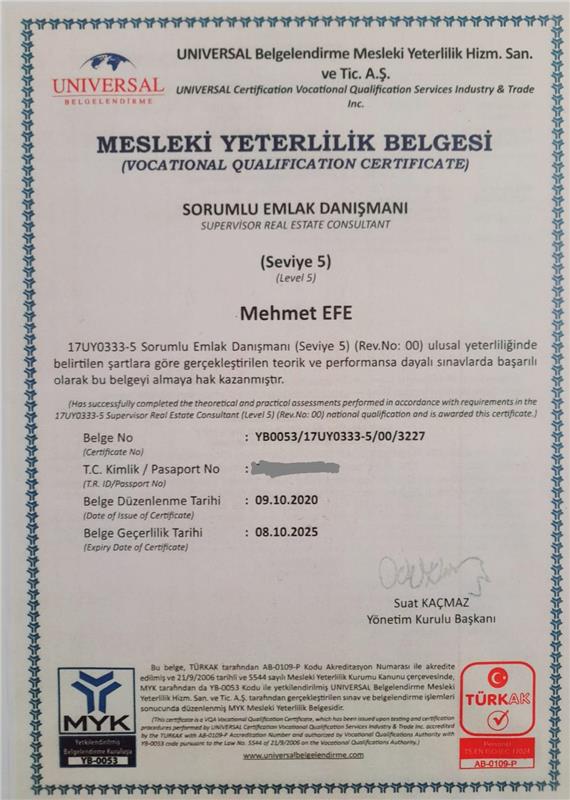 UNIVERSAL
BELGELENDİRME
UNIVERSAL Belgelendirme Mesleki Yeterlilik Hizm. San.
ve Tic. A.Ş.
UNIVERSAL Certification Vocational Qualification Services Industry & Trade
Inc.
MESLEKİ YETERLİLİK BELGESİ
(VOCATIONAL QUALIFICATION CERTIFICATE)
SORUMLU EMLAK DANIŞMANI
SUPERVISOR REAL ESTATE CONSULTANT
(Seviye 5)
(Level 5)
Mehmet EFE
17UY0333-5 Sorumlu Emlak Danışmanı (Seviye 5) (Rev.No: 00) ulusal yeterliliğinde
belirtilen şartlara göre gerçekleştirilen teorik ve performansa dayalı sınavlarda başarılı
olarak bu belgeyi almaya hak kazanmıştır.
(Has successfully completed the theoretical and practical assessments performed in accordance with requirements in the
17UY0333-5 Supervisor Real Estate Consultant (Level 5) (Rev.No: 00) national qualification and is awarded this certificate.)
Belge No : YB0053/17UY0333-5/00/3227
(Certificate No)
T.C. Kimlik / Pasaport No :
(T.R. ID/Passport No)
Belge Düzenlenme Tarihi : 09.10.2020
(Date of Issue of Certificate)
Belge Geçerlilik Tarihi : 08.10.2025
(Expiry Date of Certificate)
Suat KAÇMAZ
Yönetim Kurulu Başkanı
Bu belge, TÜRKAK tarafından AB-0109-P Kodu Akreditasyon Numarası ile akredite
edilmiş ve 21/9/2006 tarihli ve 5544 sayılı Mesleki Yeterlilik Kurumu Kanunu çerçevesinde,
MYK tarafından da YB-0053 Kodu ile yetkilendirilmiş UNIVERSAL Belgelendirme Mesleki
Yeterlilik Hizm. San. ve Tic. A.Ş. tarafından gerçekleştirilen sınav ve belgelendirme işlemleri
sonucunda düzenlenmiş MYK Mesleki Yeterlilik Belgesidir.
(This certificate is a VQA Vocational Qualification Certificate, which has been issued upon testing and certification
procedures performed by UNIVERSAL Certification Vocational Qualification Services Industry & Trade Inc. accredited
by the TURKAK with AB-0109-P Accreditation Number and authorized by Vocational Qualifications Authority with
YB-0053 code pursuant to the Law No. 5544 of 21/9/2006 on the Vocational Qualifications Authority.)
www.universalbelgelendirme.com
MYK
Yetkilendirilmiş
Belgelendirme Kuruluşu
YB-0053
TÜRKAK
Personel
TS EN ISO/IEC 17024
AB-0109-P